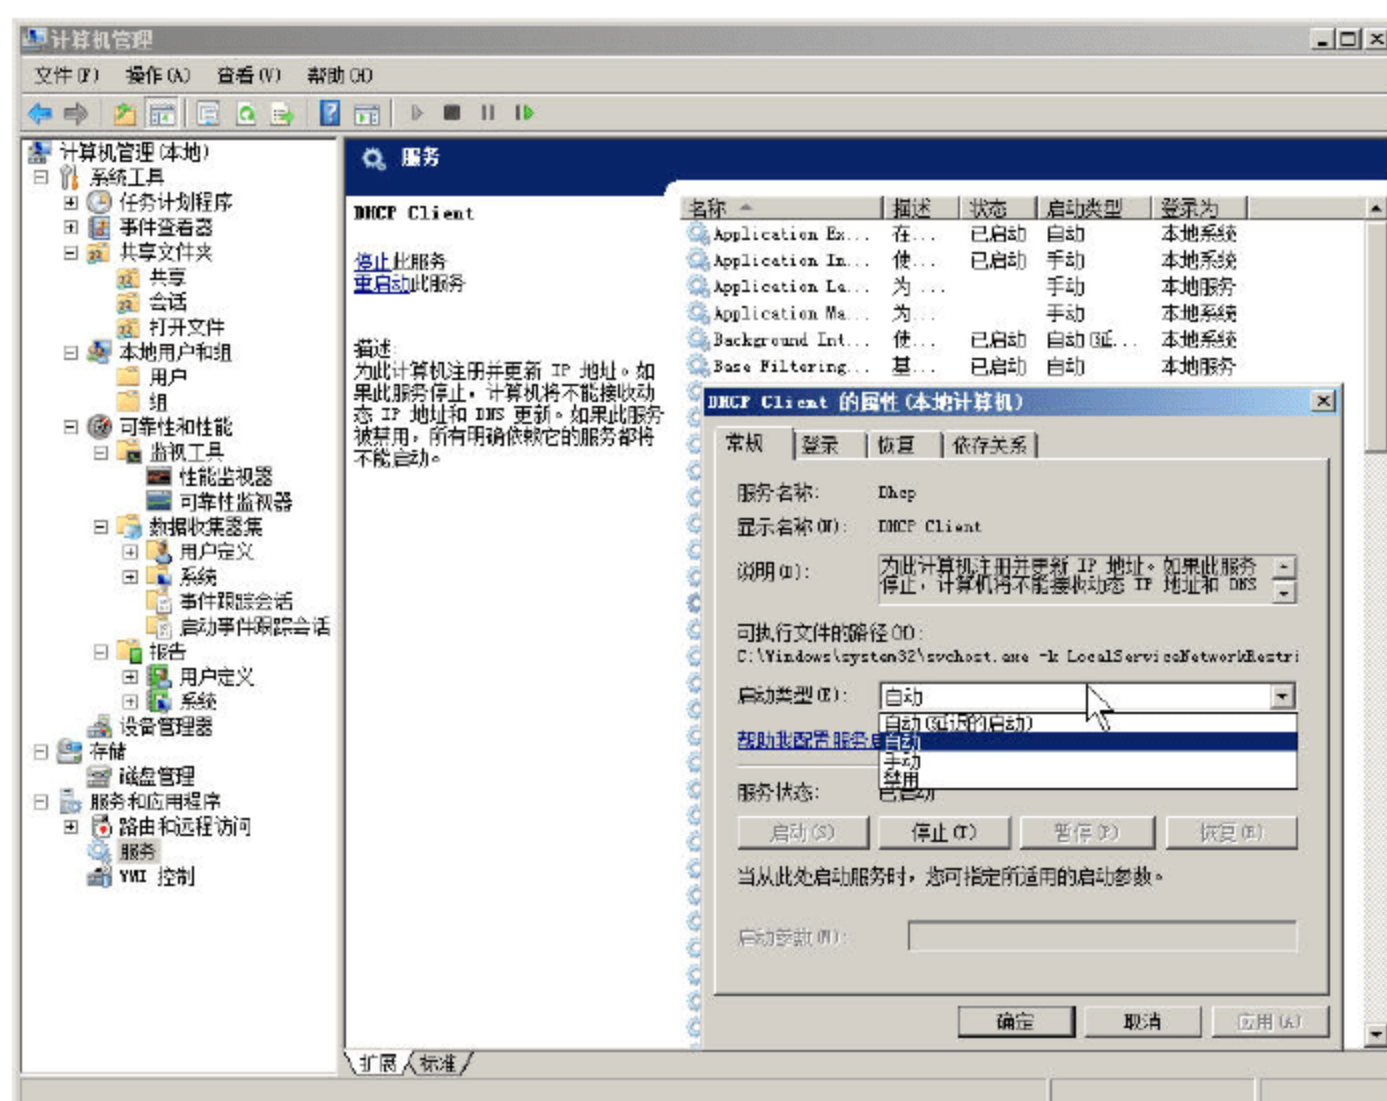 计算机管理
文件(F) 操作(A) 查看(V) 帮助(H)
计算机管理(本地)
系统工具
任务计划程序
事件查看器
共享文件夹
共享
会话
打开文件
本地用户和组
用户
组
可靠性和性能
监视工具
性能监视器
可靠性监视器
数据收集器集
用户定义
系统
事件跟踪会话
启动事件跟踪会话
报告
用户定义
系统
设备管理器
存储
磁盘管理
服务和应用程序
路由和远程访问
服务
WMI 控制
服务
DHCP Client
停止此服务
重启动此服务
描述:
为此计算机注册并更新 IP 地址。如
果此服务停止，计算机将不能接收动
态 IP 地址和 DNS 更新。如果此服务
被禁用，所有明确依赖它的服务都将
不能启动。
名称 描述 状态 启动类型 登录为
Application Ex... 在... 已启动 自动 本地系统
Application In... 使... 已启动 手动 本地系统
Application La... 为 ... 手动 本地服务
Application Ma... 为... 手动 本地系统
Background Int... 使... 已启动 自动(延... 本地系统
Base Filtering... 基... 已启动 自动 本地服务
DHCP Client 的属性(本地计算机)
常规 登录 恢复 依存关系
服务名称: Dhcp
显示名称(N): DHCP Client
说明(D): 为此计算机注册并更新 IP 地址。如果此服务
停止，计算机将不能接收动态 IP 地址和 DNS
可执行文件的路径(H):
C:\Windows\system32\svchost.exe -k LocalServiceNetworkRestri
启动类型(E): 自动
自动(延迟的启动)
帮助我配置服务 自动
手动
禁用
服务状态: 已启动
启动(S) 停止(T) 暂停(P) 恢复(R)
当从此处启动服务时，您可指定所适用的启动参数。
启动参数(M):
确定 取消 应用(A)
扩展 标准